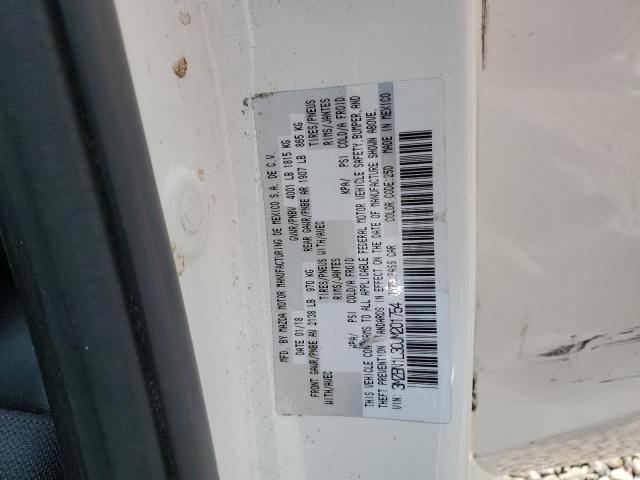 MFD. BY MAZDA MOTOR MANUFACTURING DE MEXICO S.A. DE C.V.
DATE 01/18 GVWR/PNBV 4001 LB 1815 KG
FRONT GAWR/PNBE AV 2138 LB 970 KG REAR GAWR/PNBE AR 1907 LB 865 KG
WITH/AVEC TIRES/PNEUS WITH/AVEC TIRES/PNEUS
RIMS/JANTES RIMS/JANTES
KPA/ PSI COLD/A FROID KPA/ PSI COLD/A FROID
THIS VEHICLE CONFORMS TO ALL APPLICABLE FEDERAL MOTOR VEHICLE SAFETY, BUMPER, AND
THEFT PREVENTION STANDARDS IN EFFECT ON THE DATE OF MANUFACTURE SHOWN ABOVE.
VIN: PASS CAR COLOR CODE: 25D MADE IN MEXICO